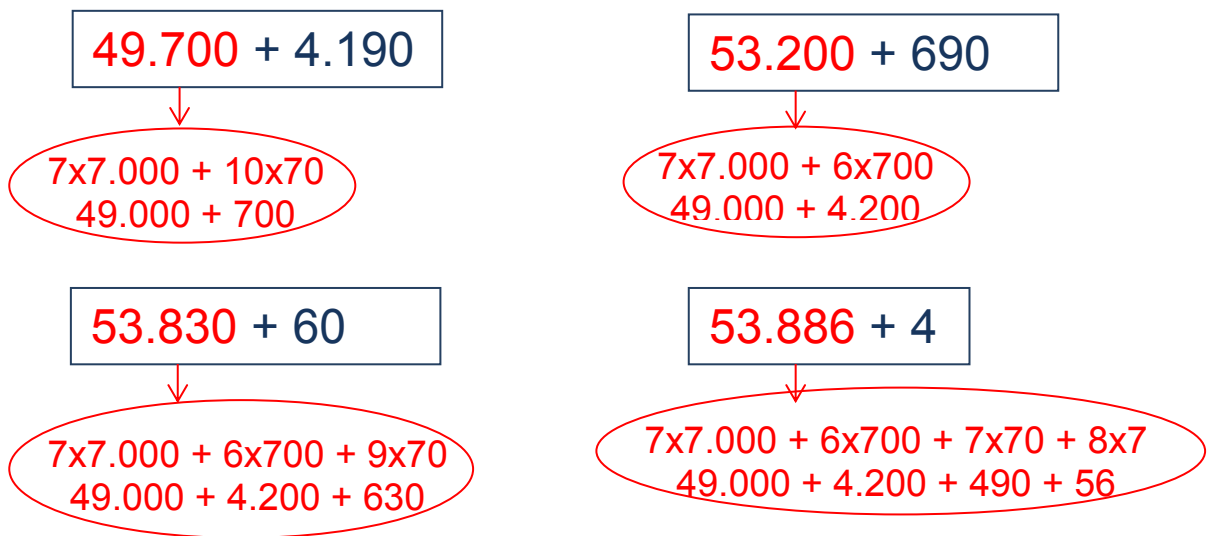 49.700 + 4.190
7x7.000 + 10x70
49.000 + 700
53.200 + 690
7x7.000 + 6x700
49.000 + 4.200
53.830 + 60
7x7.000 + 6x700 + 9x70
49.000 + 4.200 + 630
53.886 + 4
7x7.000 + 6x700 + 7x70 + 8x7
49.000 + 4.200 + 490 + 56